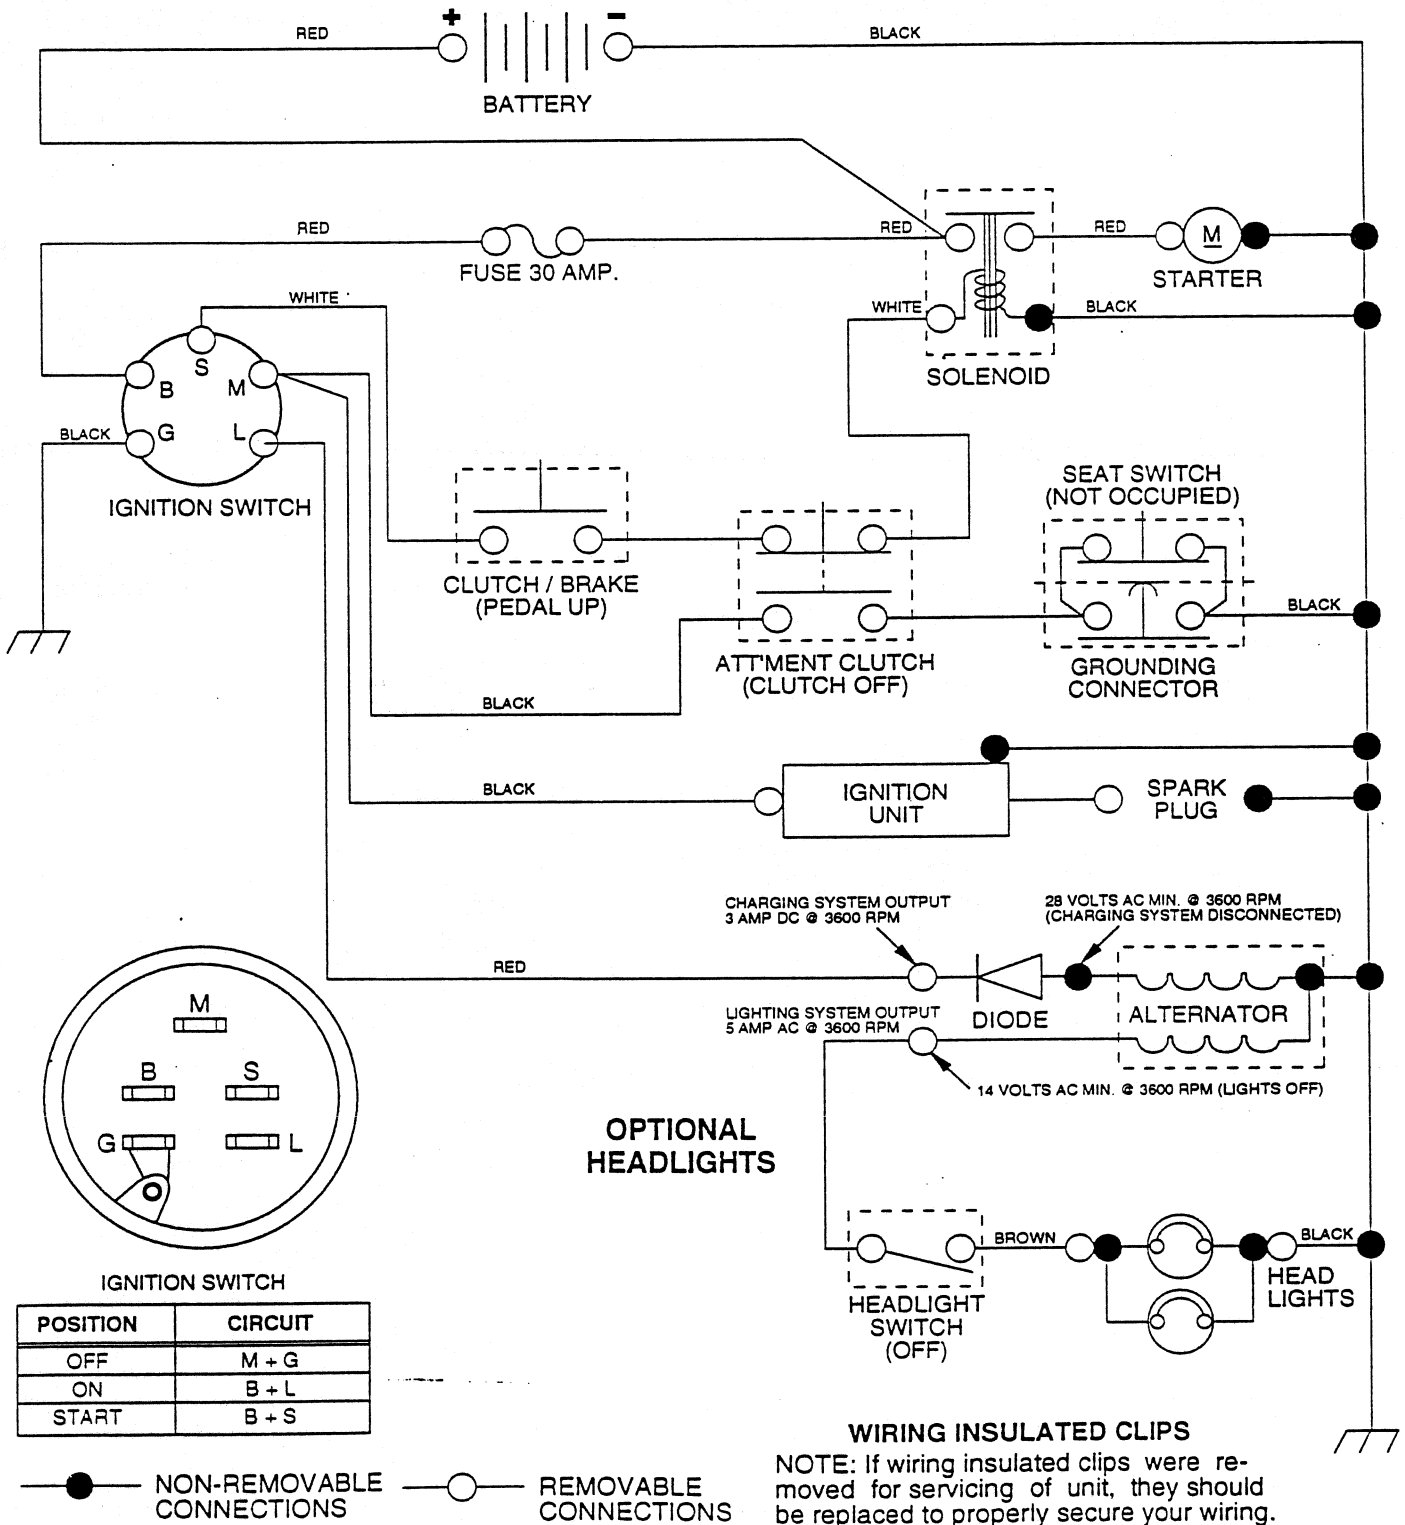 + −
RED
BLACK
BATTERY
RED
RED
RED
M
FUSE 30 AMP.
STARTER
WHITE
WHITE
BLACK
S
B
M
SOLENOID
BLACK
G
L
IGNITION SWITCH
SEAT SWITCH
(NOT OCCUPIED)
CLUTCH / BRAKE
(PEDAL UP)
BLACK
ATT'MENT CLUTCH
(CLUTCH OFF)
GROUNDING
CONNECTOR
BLACK
BLACK
IGNITION
UNIT
SPARK
PLUG
CHARGING SYSTEM OUTPUT
3 AMP DC @ 3600 RPM
28 VOLTS AC MIN. @ 3600 RPM
(CHARGING SYSTEM DISCONNECTED)
RED
DIODE
ALTERNATOR
LIGHTING SYSTEM OUTPUT
5 AMP AC @ 3600 RPM
14 VOLTS AC MIN. @ 3600 RPM (LIGHTS OFF)
M
B
S
G
L
OPTIONAL
HEADLIGHTS
BROWN
BLACK
HEAD
LIGHTS
HEADLIGHT
SWITCH
(OFF)
IGNITION SWITCH
POSITION CIRCUIT
OFF M + G
ON B + L
START B + S
NON-REMOVABLE
CONNECTIONS
REMOVABLE
CONNECTIONS
WIRING INSULATED CLIPS
NOTE: If wiring insulated clips were re-
moved for servicing of unit, they should
be replaced to properly secure your wiring.